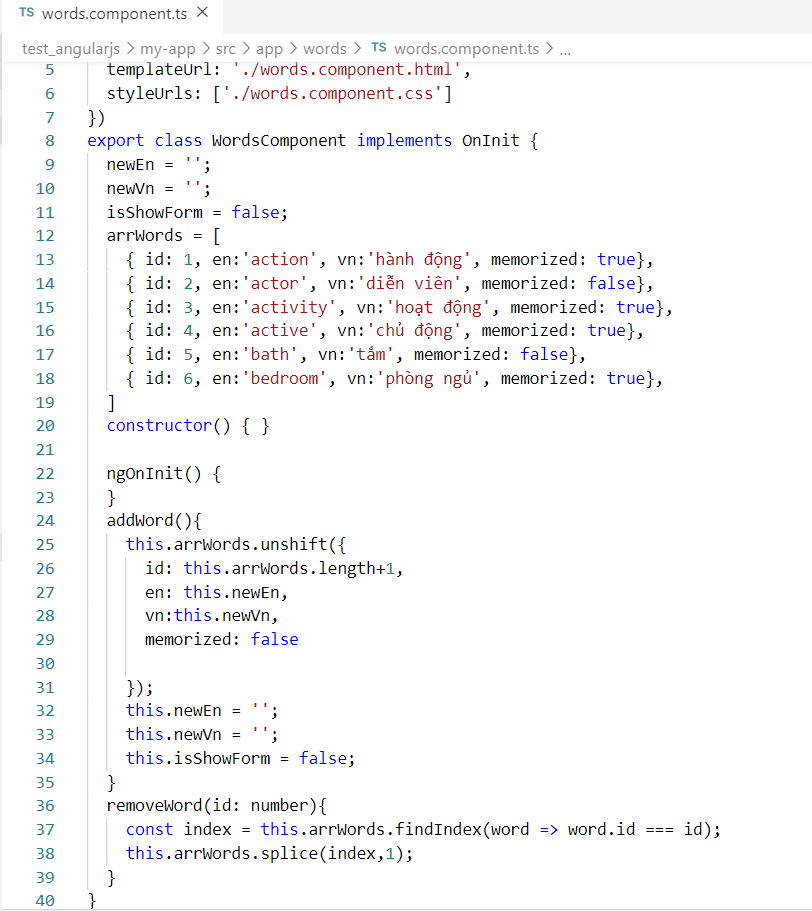 TS words.component.ts ×
test_angularjs > my-app > src > app > words > TS words.component.ts > ...
5 templateUrl: './words.component.html',
6 styleUrls: ['./words.component.css']
7 })
8 export class WordsComponent implements OnInit {
9 newEn = '';
10 newVn = '';
11 isShowForm = false;
12 arrWords = [
13 { id: 1, en:'action', vn:'hành động', memorized: true},
14 { id: 2, en:'actor', vn:'diễn viên', memorized: false},
15 { id: 3, en:'activity', vn:'hoạt động', memorized: true},
16 { id: 4, en:'active', vn:'chủ động', memorized: true},
17 { id: 5, en:'bath', vn:'tắm', memorized: false},
18 { id: 6, en:'bedroom', vn:'phòng ngủ', memorized: true},
19 ]
20 constructor() { }
21
22 ngOnInit() {
23 }
24 addWord(){
25 this.arrWords.unshift({
26 id: this.arrWords.length+1,
27 en: this.newEn,
28 vn:this.newVn,
29 memorized: false
30
31 });
32 this.newEn = '';
33 this.newVn = '';
34 this.isShowForm = false;
35 }
36 removeWord(id: number){
37 const index = this.arrWords.findIndex(word => word.id === id);
38 this.arrWords.splice(index,1);
39 }
40 }